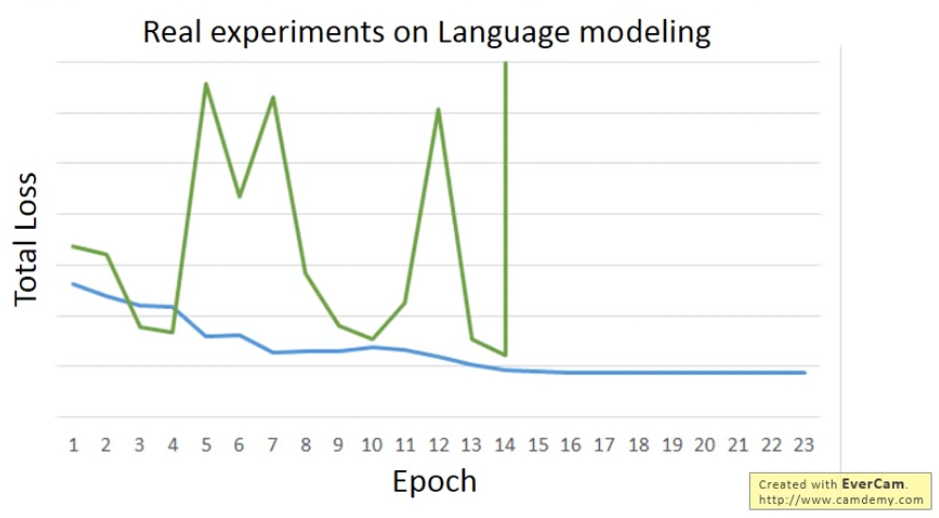 Real experiments on Language modeling
Total Loss
1 2 3 4 5 6 7 8 9 10 11 12 13 14 15 16 17 18 19 20 21 22 23
Epoch
Created with EverCam.
http://www.camdemy.com